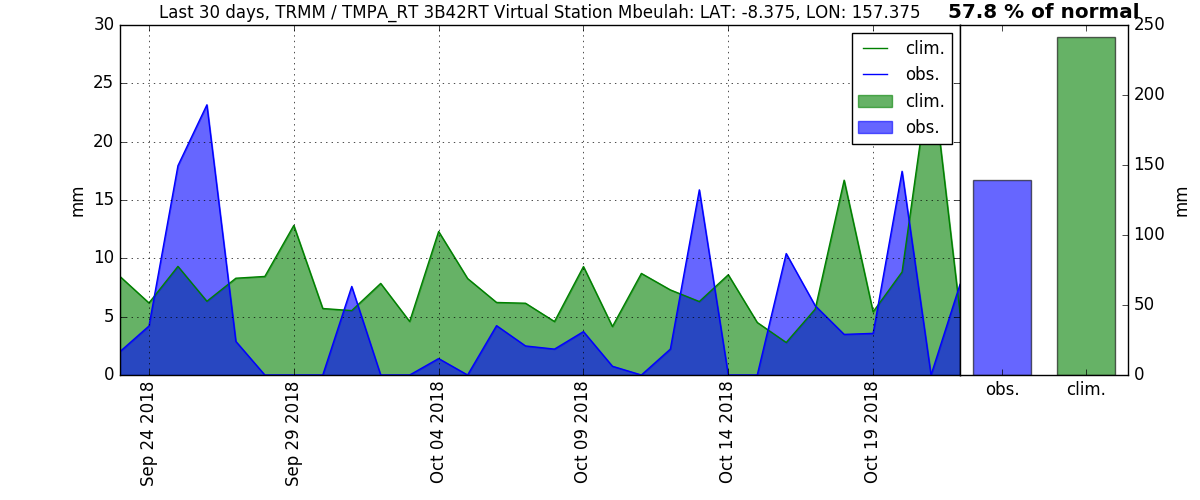 Last 30 days, TRMM / TMPA_RT 3B42RT Virtual Station Mbeulah: LAT: -8.375, LON: 157.375
57.8 % of normal
30
25
20
15
10
5
0
mm
clim.
obs.
clim.
obs.
Sep 24 2018
Sep 29 2018
Oct 04 2018
Oct 09 2018
Oct 14 2018
Oct 19 2018
250
200
150
100
50
0
mm
obs. clim.